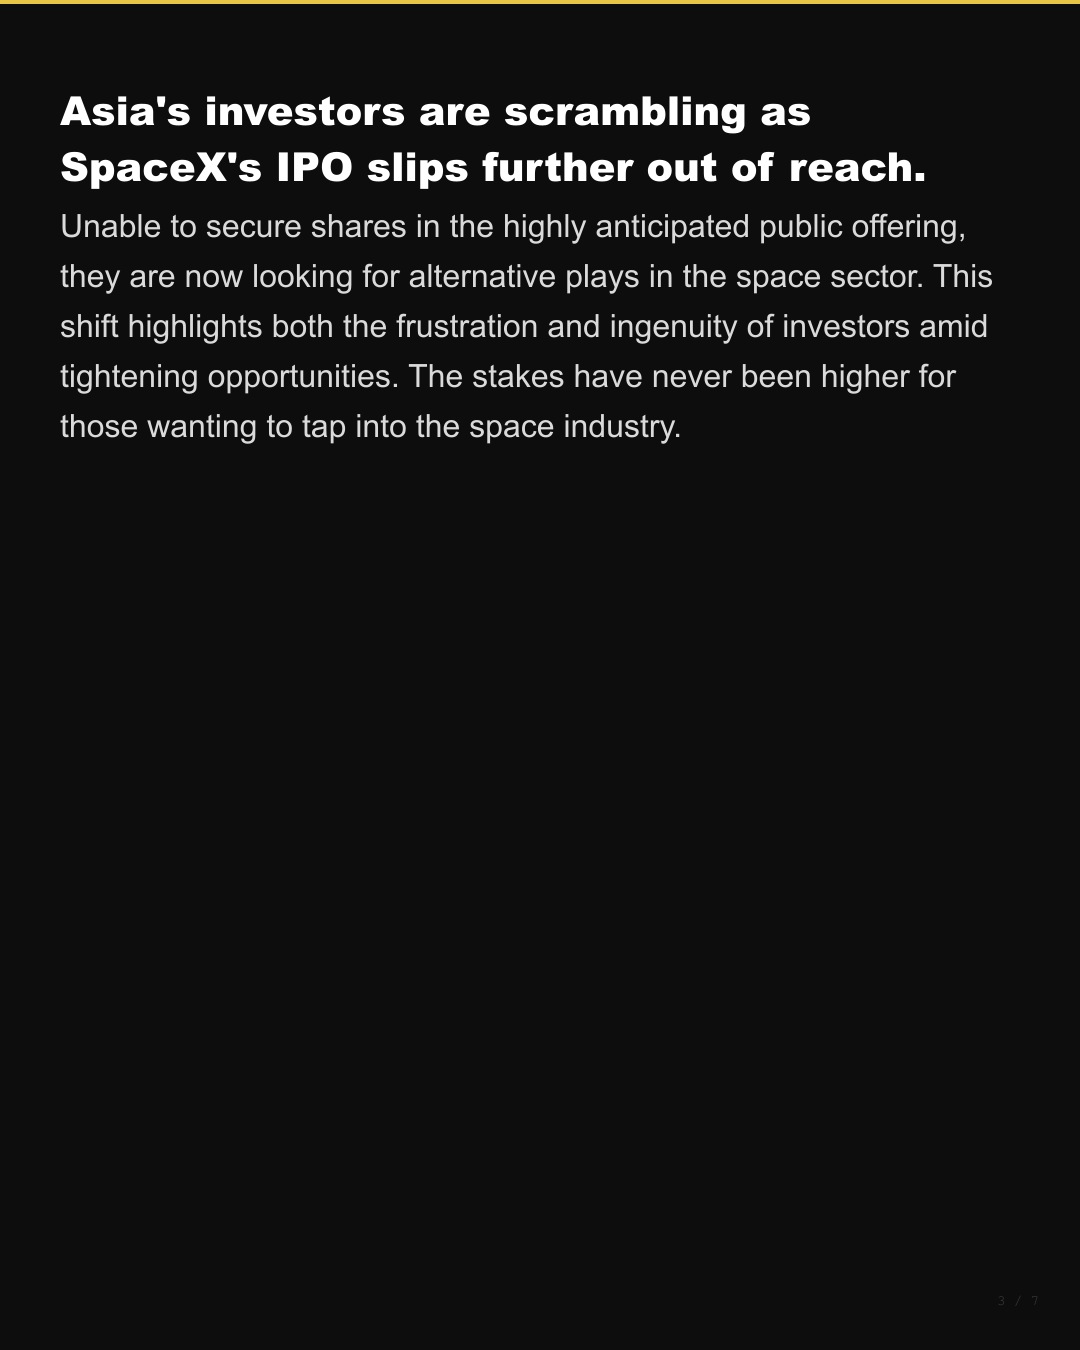 Asia's investors are scrambling as
SpaceX's IPO slips further out of reach.
Unable to secure shares in the highly anticipated public offering,
they are now looking for alternative plays in the space sector. This
shift highlights both the frustration and ingenuity of investors amid
tightening opportunities. The stakes have never been higher for
those wanting to tap into the space industry.
3 / 7